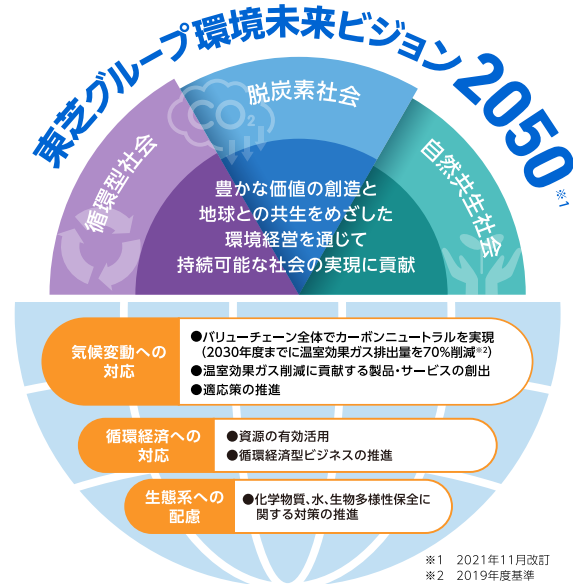 東芝グループ環境未来ビジョン2050※1
循環型社会
CO2
脱炭素社会
自然共生社会
豊かな価値の創造と
地球との共生をめざした
環境経営を通じて
持続可能な社会の実現に貢献
気候変動への
対応
●バリューチェーン全体でカーボンニュートラルを実現
（2030年度までに温室効果ガス排出量を70%削減※2）
●温室効果ガス削減に貢献する製品・サービスの創出
●適応策の推進
循環経済への
対応
●資源の有効活用
●循環経済型ビジネスの推進
生態系への
配慮
●化学物質、水、生物多様性保全に
関する対策の推進
※1　2021年11月改訂
※2　2019年度基準